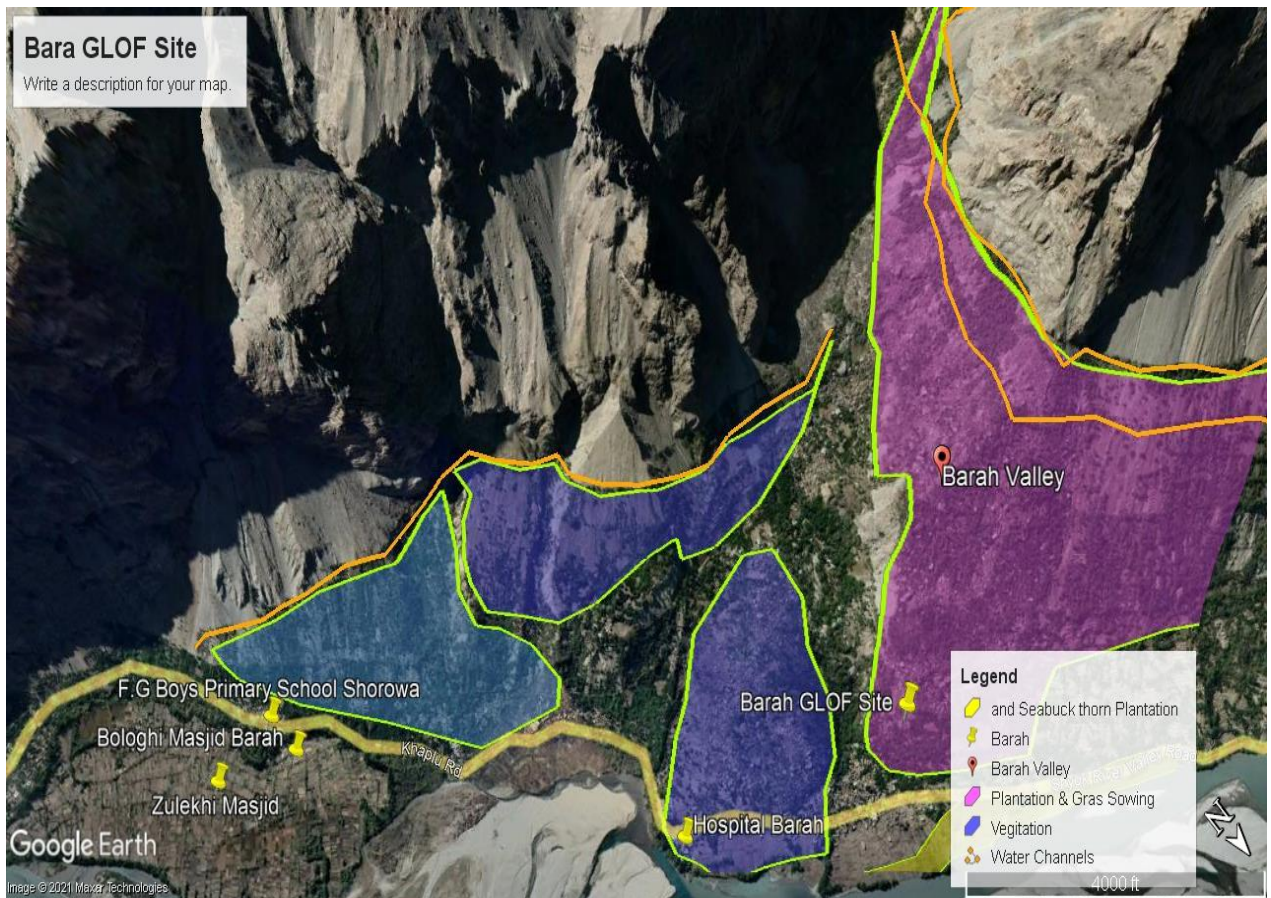 Bara GLOF Site
Write a description for your map.
Barah Valley
F.G Boys Primary School Shorowa
Barah GLOF Site
Bologhi Masjid Barah
Khaplu Rd
Zulekhi Masjid
Hospital Barah
Legend
and Seabuck thorn Plantation
Barah
Barah Valley
Plantation & Gras Sowing
Vegitation
Water Channels
N
4000 ft
Google Earth
Image © 2021 Maxar Technologies